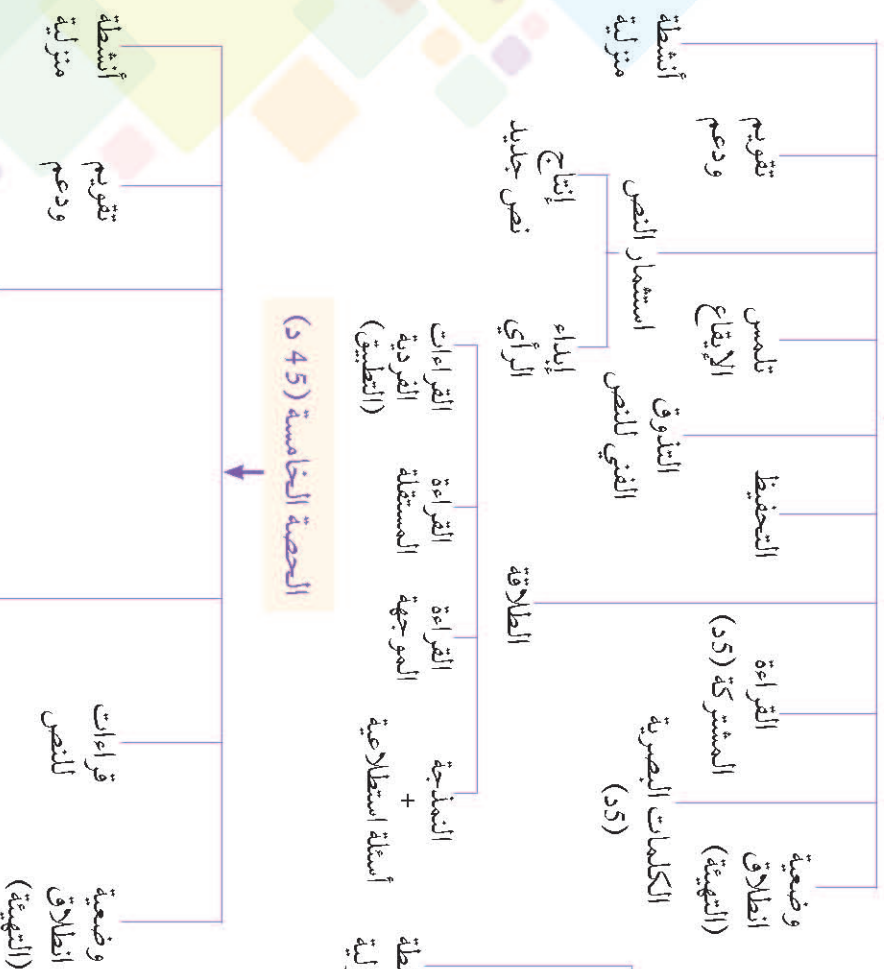 وضعية
انطلاق
(التهيئة)
الكلمات البصرية
(5د)
القراءة
المشتركة (5د)
الطلاقة
النمذجة
+
أسئلة استطلاعية
القراءة
الموجهة
القراءة
المستقلة
القراءات
الفردية
(التطبيق)
التحفيظ
التذوق
الفني للنص
تلمس
الإيقاع
استثمار النص
إبداء
الرأي
إنتاج
نص جديد
تقويم
ودعم
أنشطة
منزلية
الحصة الخامسة (45 د)
وضعية
انطلاق
(التهيئة)
قراءات
للنص
تقويم
ودعم
أنشطة
منزلية